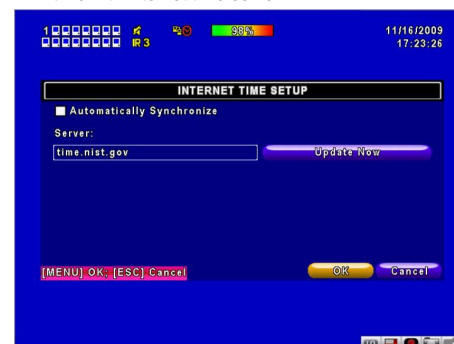 1 98% 11/16/2009
IR 3 17:23:26
INTERNET TIME SETUP
Automatically Synchronize
Server:
time.nist.gov Update Now
[MENU] OK; [ESC] Cancel OK Cancel